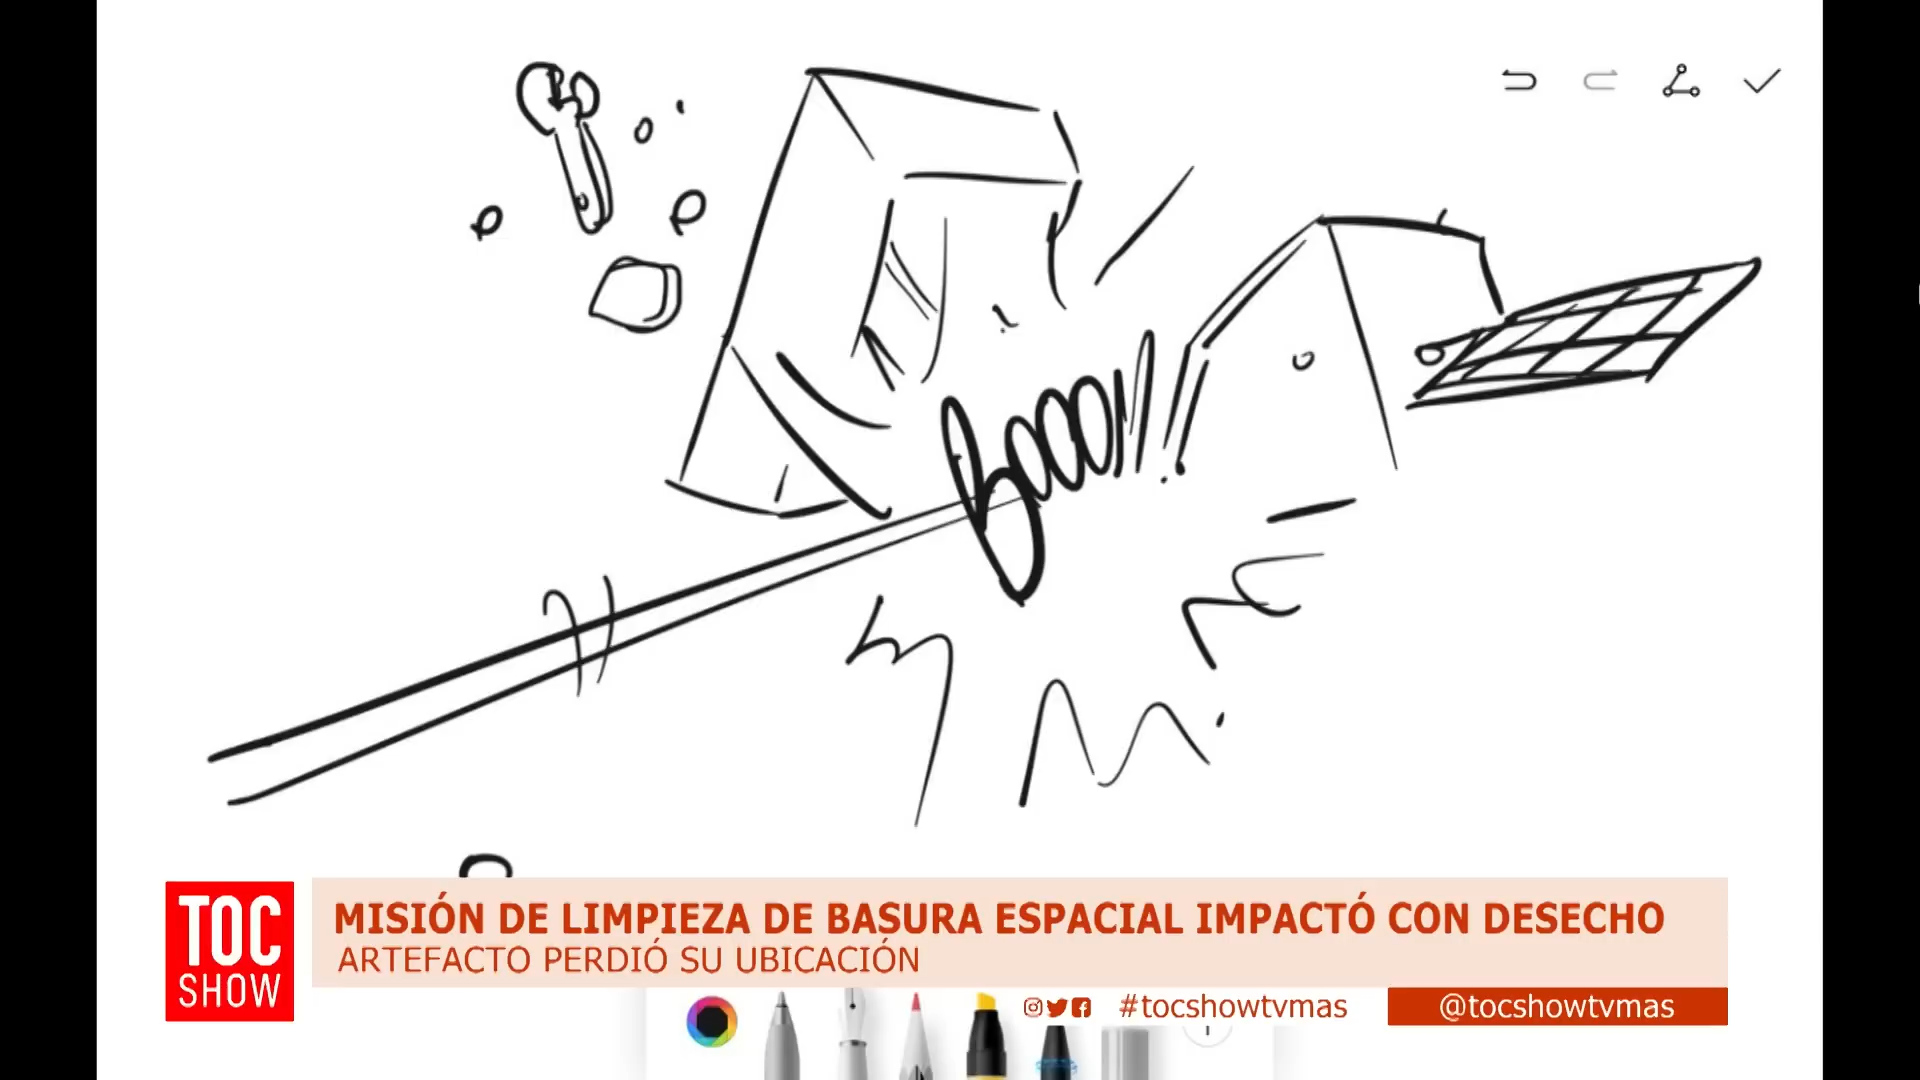 Booom
TOC
SHOW
MISIÓN DE LIMPIEZA DE BASURA ESPACIAL IMPACTÓ CON DESECHO
ARTEFACTO PERDIÓ SU UBICACIÓN
#tocshowtvmas
@tocshowtvmas